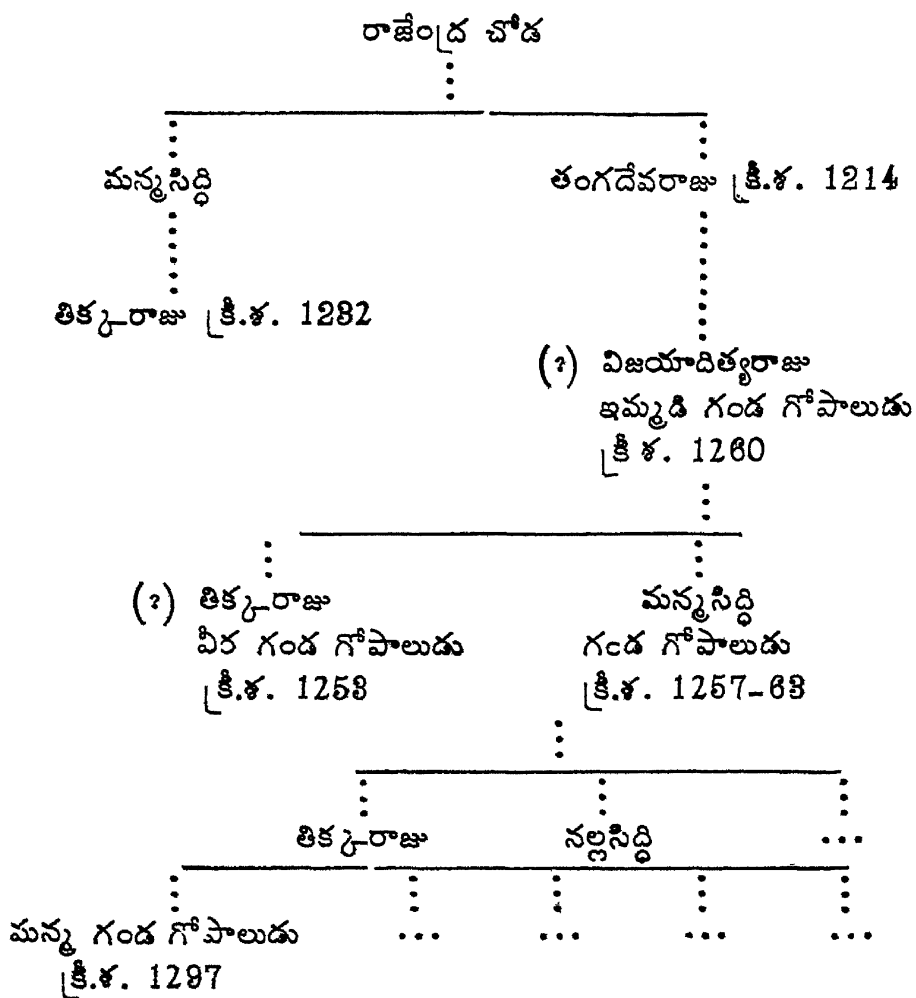 రాజేంద్ర చోడ
మన్మసిద్ధి తంగదేవరాజు క్రీ.శ. 1214
తిక్కరాజు క్రీ.శ. 1282
(?) విజయాదిత్యరాజు
ఇమ్మడి గండ గోపాలుడు
క్రీ శ. 1260
(?) తిక్కరాజు మన్మసిద్ధి
వీర గండ గోపాలుడు గండ గోపాలుడు
క్రీ.శ. 1253 క్రీ.శ. 1257-63
తిక్కరాజు నల్లసిద్ధి ...
మన్మ గండ గోపాలుడు ... ... ... ...
క్రీ.శ. 1297